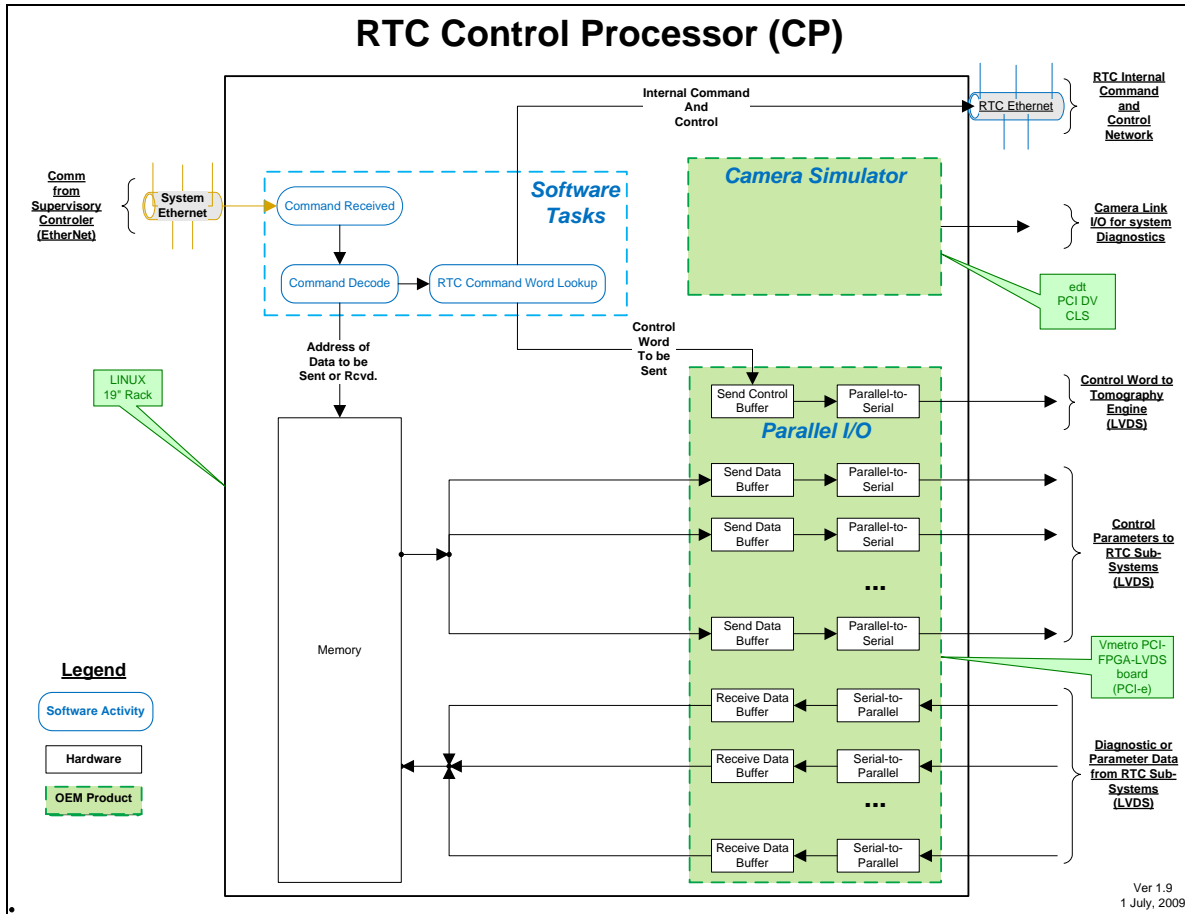 RTC Control Processor (CP)
Internal Command
And
Control
RTC Ethernet
RTC Internal
Command
and
Control
Network
Comm
from
Supervisory
Controler
(EtherNet)
System
Ethernet
Software
Tasks
Command Received
Command Decode
RTC Command Word Lookup
Camera Simulator
Camera Link
I/O for system
Diagnostics
edt
PCI DV
CLS
Address of
Data to be
Sent or Rcvd.
Control
Word
To be
Sent
LINUX
19" Rack
Send Control
Buffer
Parallel-to-
Serial
Control Word to
Tomography
Engine
(LVDS)
Parallel I/O
Send Data
Buffer
Parallel-to-
Serial
Send Data
Buffer
Parallel-to-
Serial
...
Send Data
Buffer
Parallel-to-
Serial
Control
Parameters to
RTC Sub-
Systems
(LVDS)
Memory
Vmetro PCI-
FPGA-LVDS
board
(PCI-e)
Receive Data
Buffer
Serial-to-
Parallel
Receive Data
Buffer
Serial-to-
Parallel
...
Receive Data
Buffer
Serial-to-
Parallel
Diagnostic or
Parameter Data
from RTC Sub-
Systems
(LVDS)
Legend
Software Activity
Hardware
OEM Product
Ver 1.9
1 July, 2009